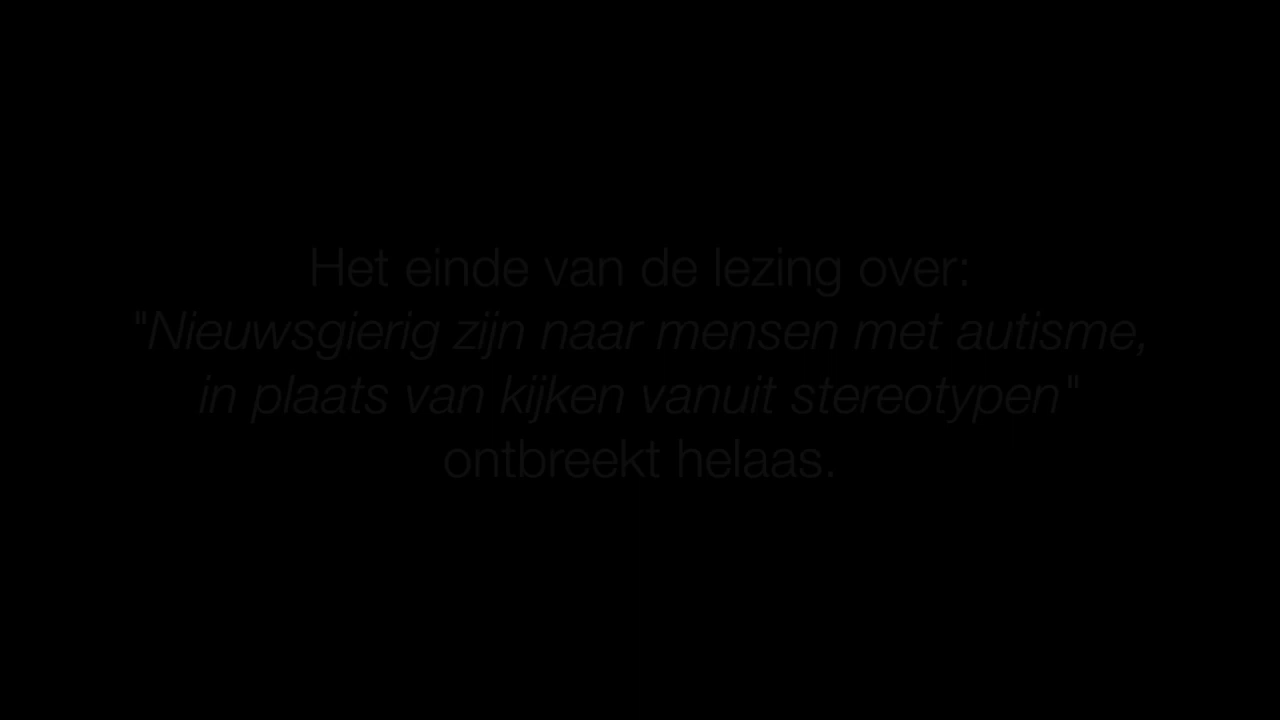 Het einde van de lezing over:
"Nieuwsgierig zijn naar mensen met autisme,
in plaats van kijken vanuit stereotypen"
ontbreekt helaas.